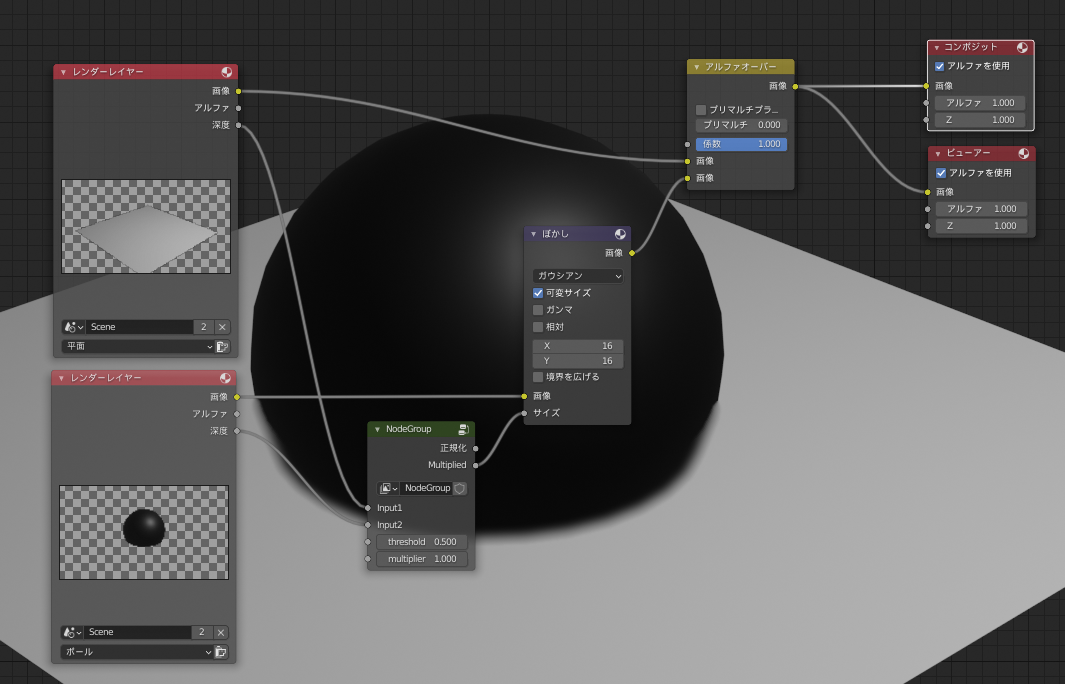 レンダーレイヤー
画像
アルファ
深度
Scene 2
平面
レンダーレイヤー
画像
アルファ
深度
Scene 2
ボール
NodeGroup
正規化
Multiplied
NodeGroup
Input1
Input2
threshold 0.500
multiplier 1.000
ぼかし
画像
ガウシアン
可変サイズ
ガンマ
相対
X 16
Y 16
境界を広げる
画像
サイズ
アルファオーバー
画像
プリマルチプラ...
プリマルチ 0.000
係数 1.000
画像
画像
コンポジット
アルファを使用
画像
アルファ 1.000
Z 1.000
ビューアー
アルファを使用
画像
アルファ 1.000
Z 1.000